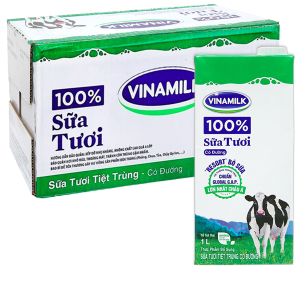 VINAMILK
100%
Sữa
Tươi
Sữa Tươi Tiệt Trùng - Có Đường
VINAMILK
100%
Sữa Tươi
Có Đường
"RESORT" BÒ SỮA
CHUẨN
GLOBAL G.A.P.
LỚN NHẤT CHÂU Á
1L
SỮA TƯƠI TIỆT TRÙNG CÓ ĐƯỜNG